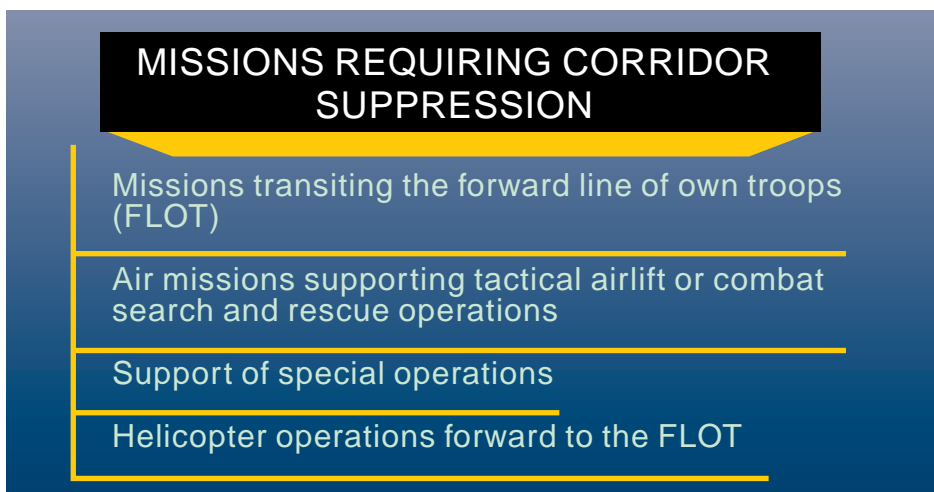 MISSIONS REQUIRING CORRIDOR
SUPPRESSION
Missions transiting the forward line of own troops
(FLOT)
Air missions supporting tactical airlift or combat
search and rescue operations
Support of special operations
Helicopter operations forward to the FLOT